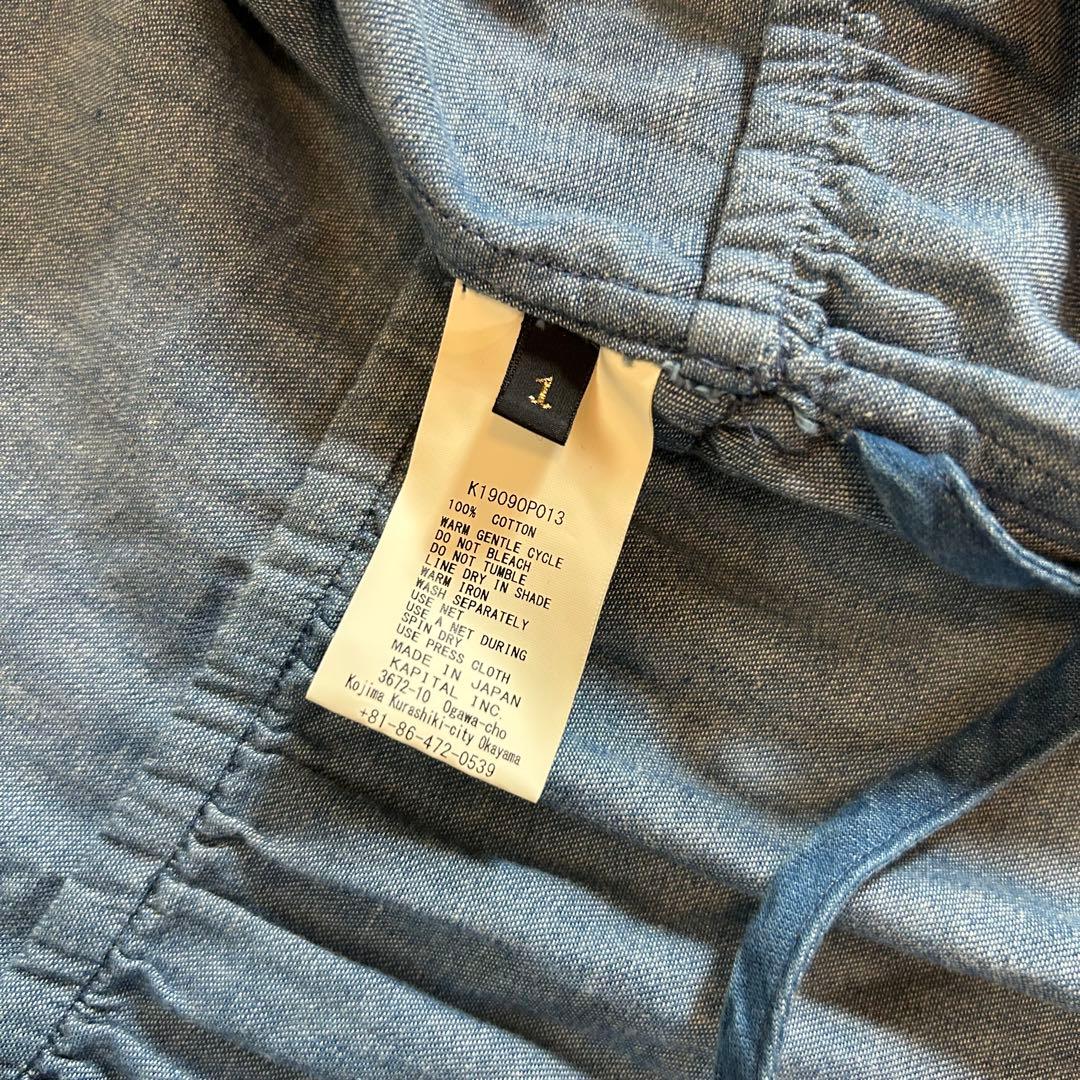 1
K19090P013
100% COTTON
WARM GENTLE CYCLE
DO NOT BLEACH
DO NOT TUMBLE
LINE DRY IN SHADE
WARM IRON
WASH SEPARATELY
USE NET
USE A NET DURING
SPIN DRY
USE PRESS CLOTH
MADE IN JAPAN
KAPITAL INC.
3672-10 Ogawa-cho
Kojima Kurashiki-city Okayama
+81-86-472-0539